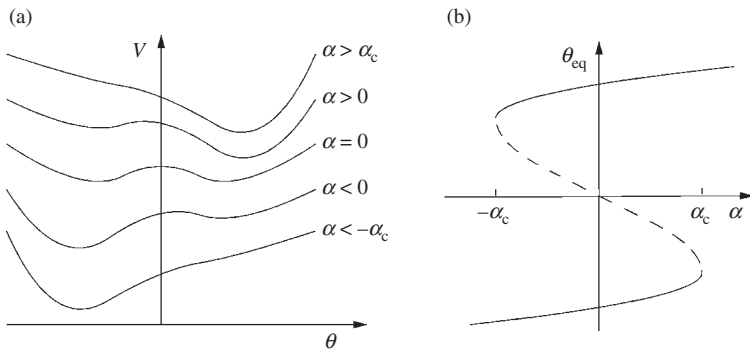 (a)
V
α > α_c
α > 0
α = 0
α < 0
α < −α_c
θ
(b)
θ_eq
−α_c
α_c
α